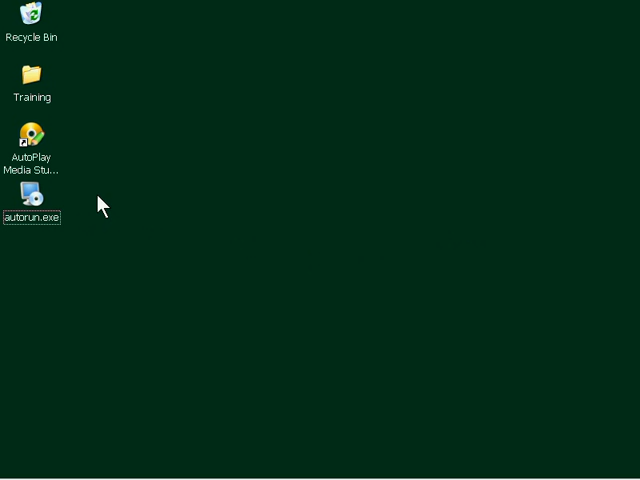 Recycle Bin
Training
AutoPlay
Media Stu...
autorun.exe